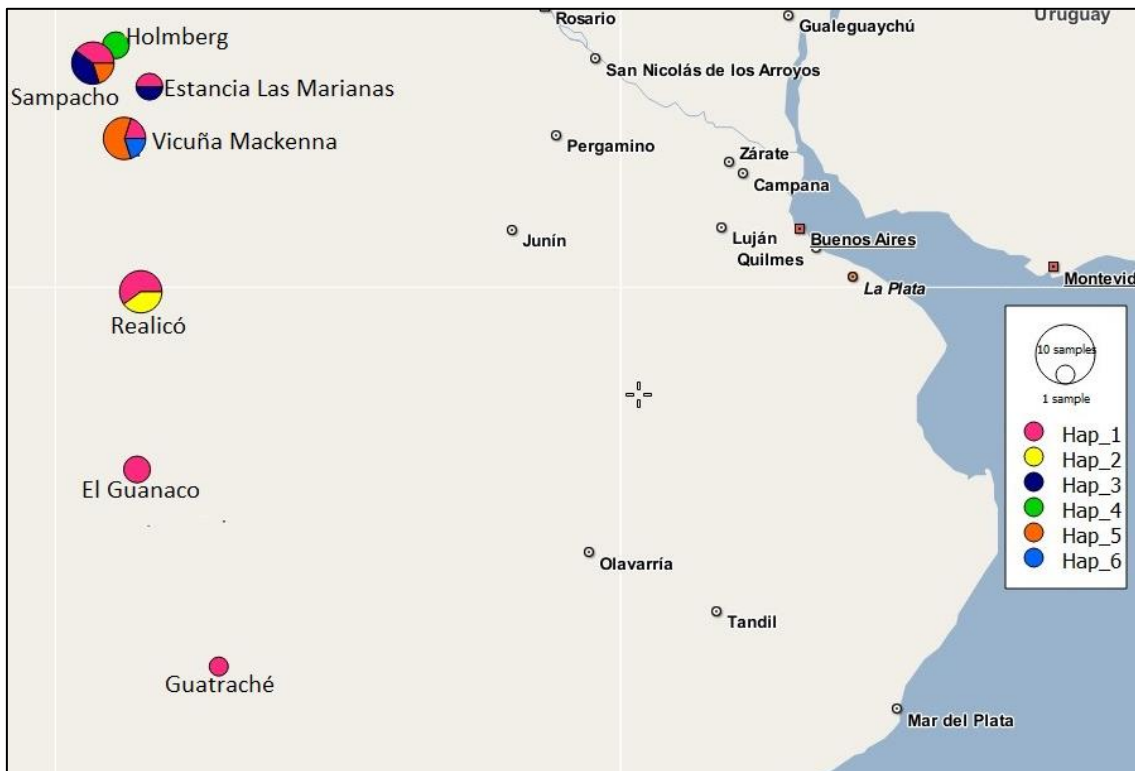 Rosario
Gualeguaychú
Uruguay
Holmberg
San Nicolás de los Arroyos
Sampacho
Estancia Las Marianas
Vicuña Mackenna
Pergamino
Zárate
Campana
Junín
Luján
Buenos Aires
Quilmes
La Plata
Montevid
Realicó
10 samples
1 sample
Hap_1
Hap_2
Hap_3
Hap_4
Hap_5
Hap_6
El Guanaco
Olavarría
Tandil
Guatraché
Mar del Plata